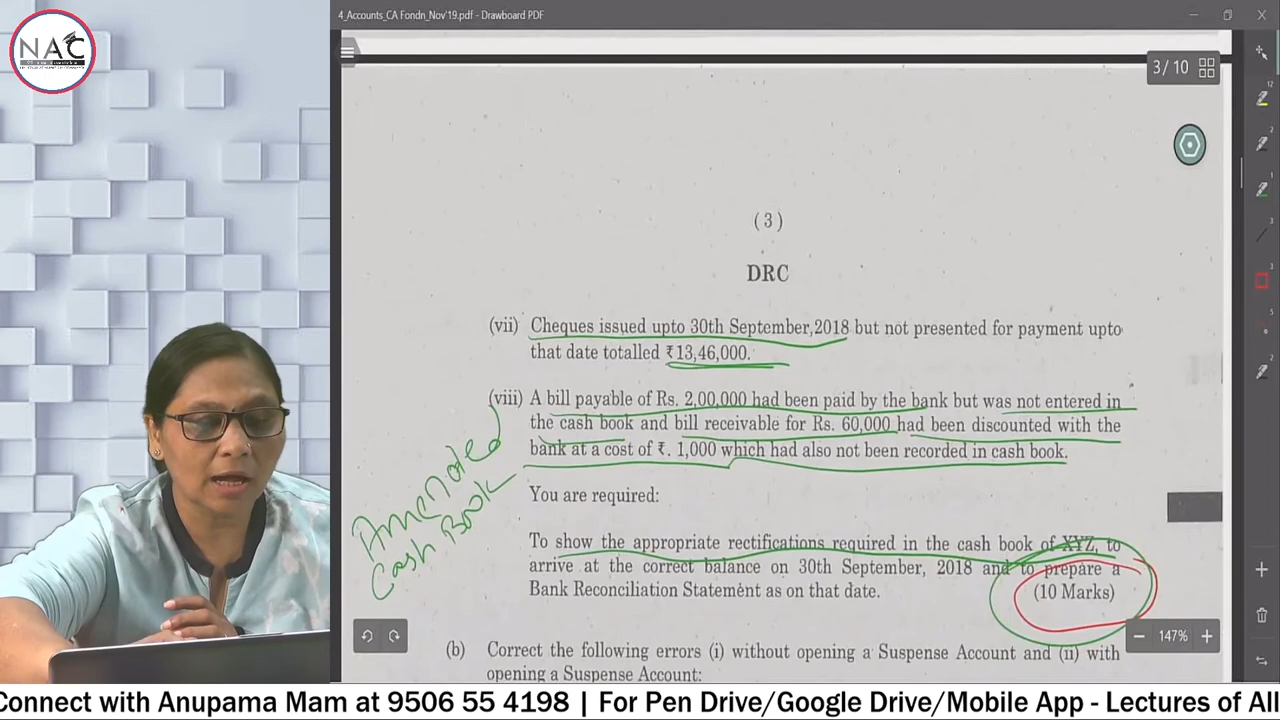 NAC
4_Accounts_CA Fondn_Nov'19.pdf - Drawboard PDF
3 / 10
( 3 )
DRC
(vii) Cheques issued upto 30th September,2018 but not presented for payment upto
that date totalled ₹13,46,000.
(viii) A bill payable of Rs. 2,00,000 had been paid by the bank but was not entered in
the cash book and bill receivable for Rs. 60,000 had been discounted with the
bank at a cost of ₹. 1,000 which had also not been recorded in cash book.
Amended
Cash Book
You are required:
To show the appropriate rectifications required in the cash book of XYZ, to
arrive at the correct balance on 30th September, 2018 and to prepare a
Bank Reconciliation Statement as on that date.
(10 Marks)
147%
(b) Correct the following errors (i) without opening a Suspense Account and (ii) with
opening a Suspense Account:
Connect with Anupama Mam at 9506 55 4198 | For Pen Drive/Google Drive/Mobile App - Lectures of All